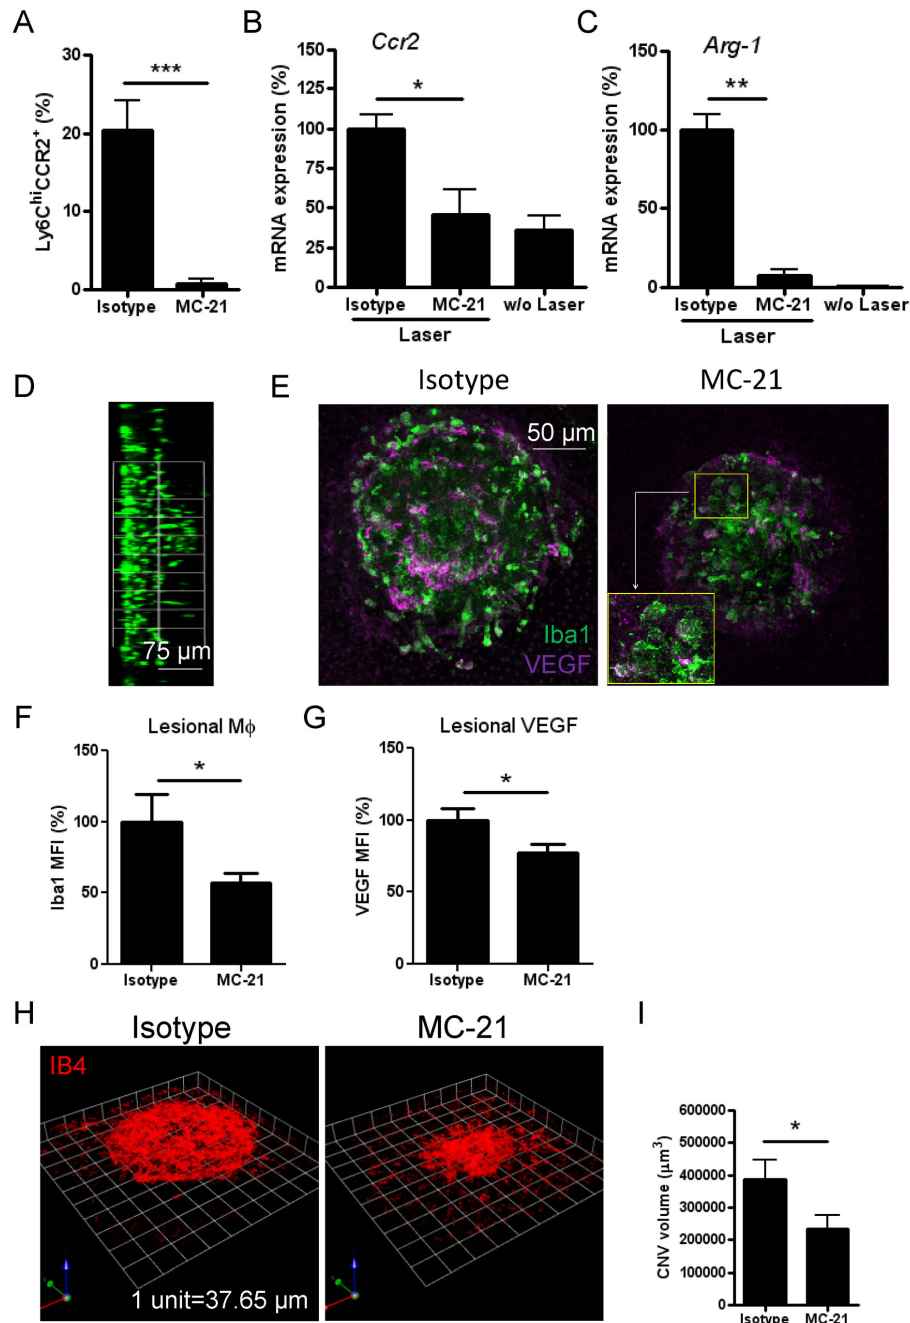 A
Ly6C^hiCCR2^+ (%)
30
20
10
0
***
Isotype
MC-21
B
Ccr2
mRNA expression (%)
150
125
100
75
50
25
0
*
Isotype
MC-21
w/o Laser
Laser
C
Arg-1
mRNA expression (%)
150
100
50
0
**
Isotype
MC-21
w/o Laser
Laser
D
75 μm
E
Isotype
MC-21
50 μm
Iba1
VEGF
F
Lesional Mϕ
Iba1 MFI (%)
150
100
50
0
*
Isotype
MC-21
G
Lesional VEGF
VEGF MFI (%)
150
100
50
0
*
Isotype
MC-21
H
Isotype
MC-21
IB4
1 unit=37.65 μm
I
CNV volume (μm³)
600000
500000
400000
300000
200000
100000
0
*
Isotype
MC-21